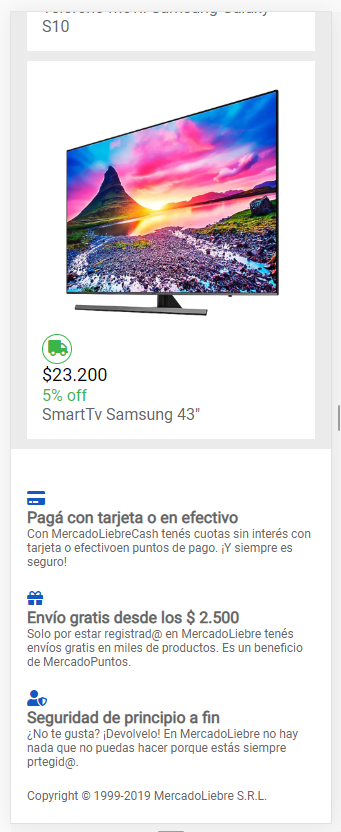 Teléfono Móvil Samsung Galaxy
S10
$23.200
5% off
SmartTv Samsung 43"
Pagá con tarjeta o en efectivo
Con MercadoLiebreCash tenés cuotas sin interés con
tarjeta o efectivoen puntos de pago. ¡Y siempre es
seguro!
Envío gratis desde los $ 2.500
Solo por estar registrad@ en MercadoLiebre tenés
envíos gratis en miles de productos. Es un beneficio
de MercadoPuntos.
Seguridad de principio a fin
¿No te gusta? ¡Devolvelo! En MercadoLiebre no hay
nada que no puedas hacer porque estás siempre
prtegid@.
Copyright © 1999-2019 MercadoLiebre S.R.L.